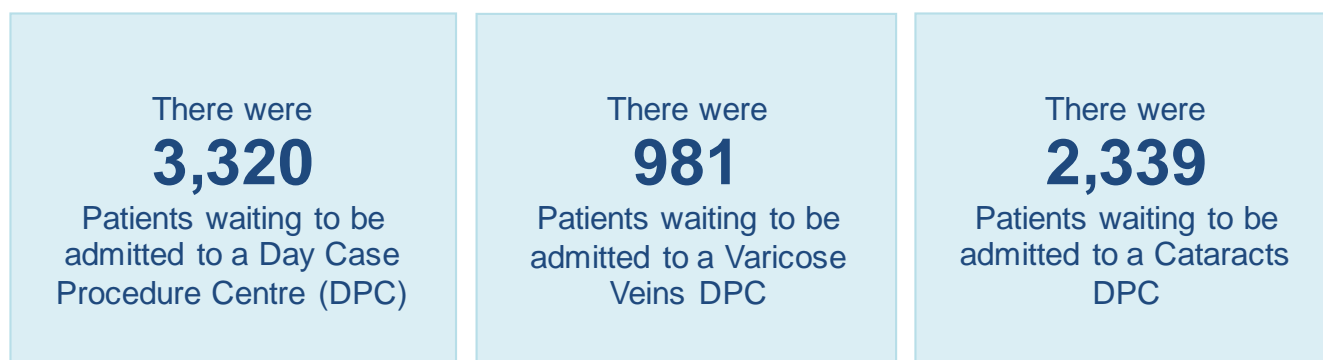 There were
3,320
Patients waiting to be
admitted to a Day Case
Procedure Centre (DPC)
There were
981
Patients waiting to be
admitted to a Varicose
Veins DPC
There were
2,339
Patients waiting to be
admitted to a Cataracts
DPC